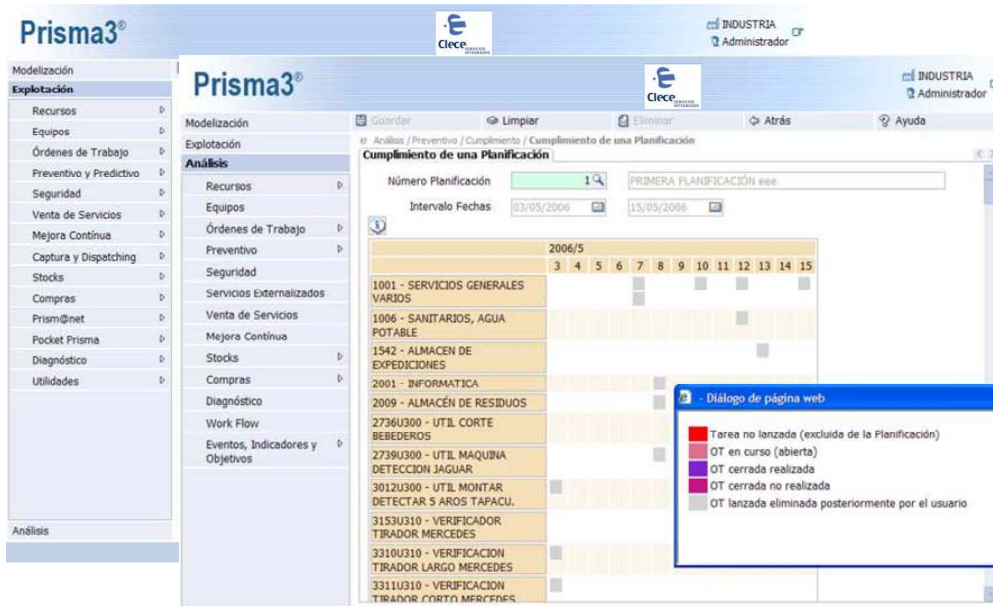 Prisma3®
Clece
SERVICIOS
INTEGRADOS
INDUSTRIA
Administrador
Modelización
Explotación
Recursos
Equipos
Órdenes de Trabajo
Preventivo y Predictivo
Seguridad
Venta de Servicios
Mejora Contínua
Captura y Dispatching
Stocks
Compras
Prism@net
Pocket Prisma
Diagnóstico
Utilidades
Análisis
Prisma3®
Clece
SERVICIOS
INTEGRADOS
INDUSTRIA
Administrador
Modelización
Explotación
Análisis
Recursos
Equipos
Órdenes de Trabajo
Preventivo
Seguridad
Servicios Externalizados
Venta de Servicios
Mejora Contínua
Stocks
Compras
Diagnóstico
Work Flow
Eventos, Indicadores y
Objetivos
Guardar Limpiar Eliminar Atrás Ayuda
Análisis / Preventivo / Cumplimiento / Cumplimiento de una Planificación
Cumplimiento de una Planificación
Número Planificación 1 PRIMERA PLANIFICACIÓN eee
Intervalo Fechas 03/05/2006 15/05/2006
2006/5
3 4 5 6 7 8 9 10 11 12 13 14 15
1001 - SERVICIOS GENERALES
VARIOS
1006 - SANITARIOS, AGUA
POTABLE
1542 - ALMACEN DE
EXPEDICIONES
2001 - INFORMATICA
2009 - ALMACÉN DE RESIDUOS
2736U300 - UTIL CORTE
BEBEDEROS
2739U300 - UTIL MAQUINA
DETECCION JAGUAR
3012U300 - UTIL MONTAR
DETECTAR 5 AROS TAPACU.
3153U310 - VERIFICADOR
TIRADOR MERCEDES
3310U310 - VERIFICACION
TIRADOR LARGO MERCEDES
3311U310 - VERIFICACION
TIRADOR CORTO MERCEDES
- Diálogo de página web
Tarea no lanzada (excluida de la Planificación)
OT en curso (abierta)
OT cerrada realizada
OT cerrada no realizada
OT lanzada eliminada posteriormente por el usuario